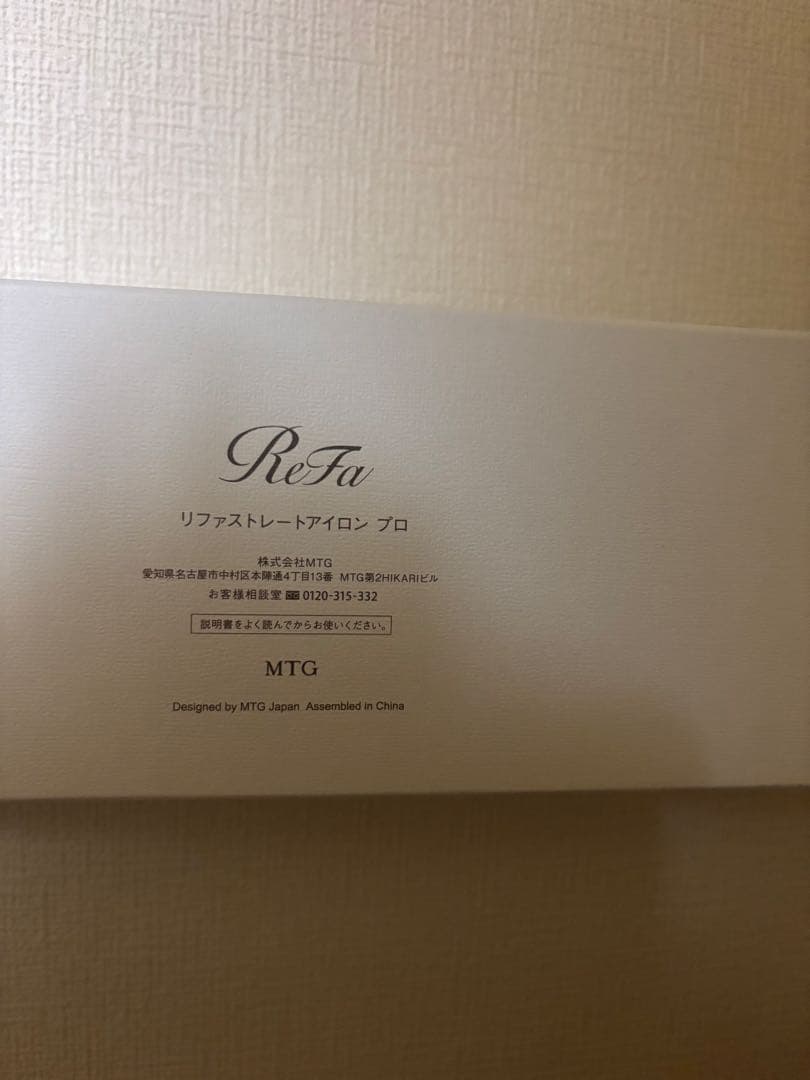 ReFa
リファストレートアイロン プロ
株式会社MTG
愛知県名古屋市中村区本陣通4丁目13番 MTG第2HIKARIビル
お客様相談室 0120-315-332
説明書をよく読んでからお使いください。
MTG
Designed by MTG Japan Assembled in China